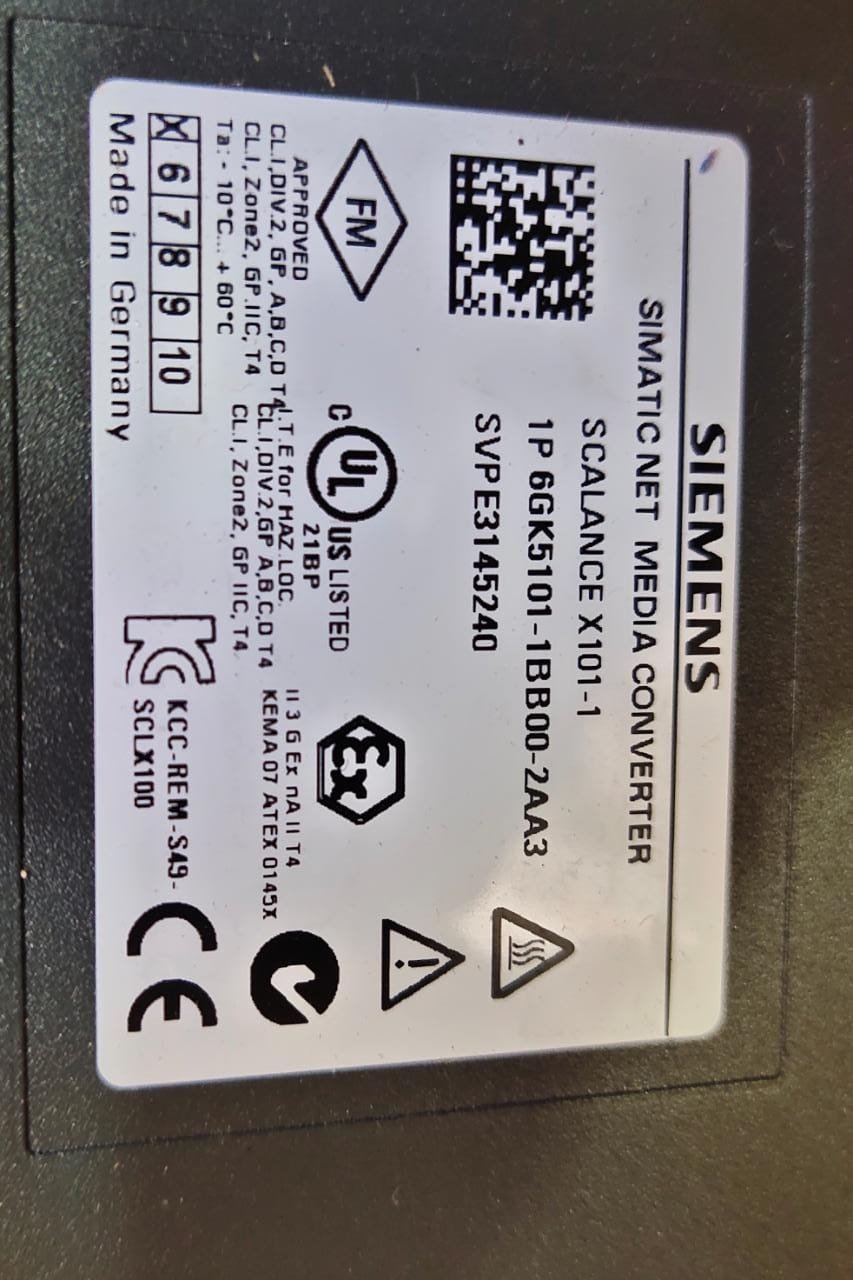 SIEMENS
SIMATIC NET MEDIA CONVERTER
SCALANCE X101-1
1P 6GK5101-1BB00-2AA3
SVPE3145240
FM
APPROVED
CL.I,DIV.2, GP, A,B,C,D T4
CL.I, Zone2, GP.IIC, T4
Ta:- 10°C... + 60°C
C UL US LISTED
21BP
I.T.E for HAZ.LOC.
CL.I,DIV.2,GP A,B,C,D T4
CL.I, Zone2, GP IIC, T4
Ex
II 3 G Ex nA II T4
KEMA 07 ATEX 0145X
KCC-REM-S49-
SCLX100
CE
X 6 7 8 9 10
Made in Germany